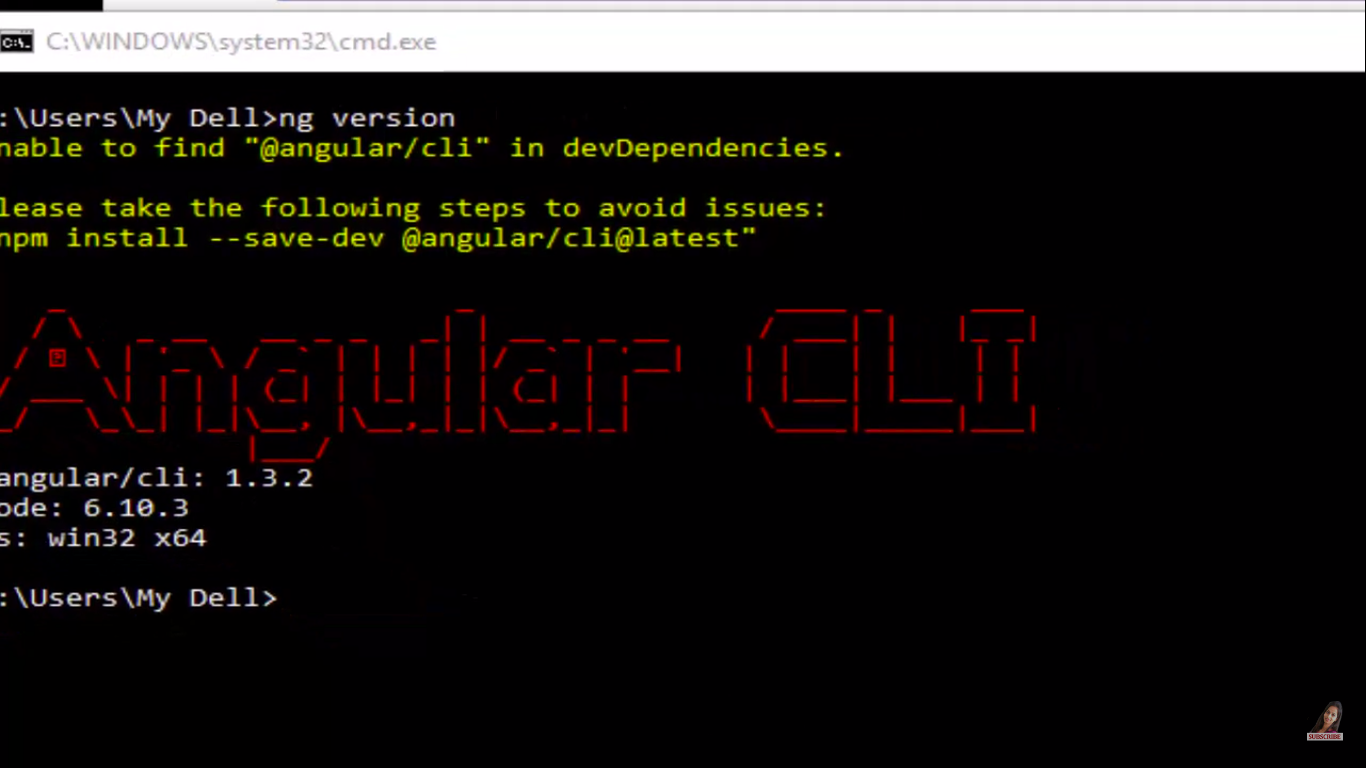 C:\WINDOWS\system32\cmd.exe
:\Users\My Dell>ng version
nable to find "@angular/cli" in devDependencies.
lease take the following steps to avoid issues:
npm install --save-dev @angular/cli@latest"
Angular CLI
angular/cli: 1.3.2
ode: 6.10.3
s: win32 x64
:\Users\My Dell>
SUBSCRIBE